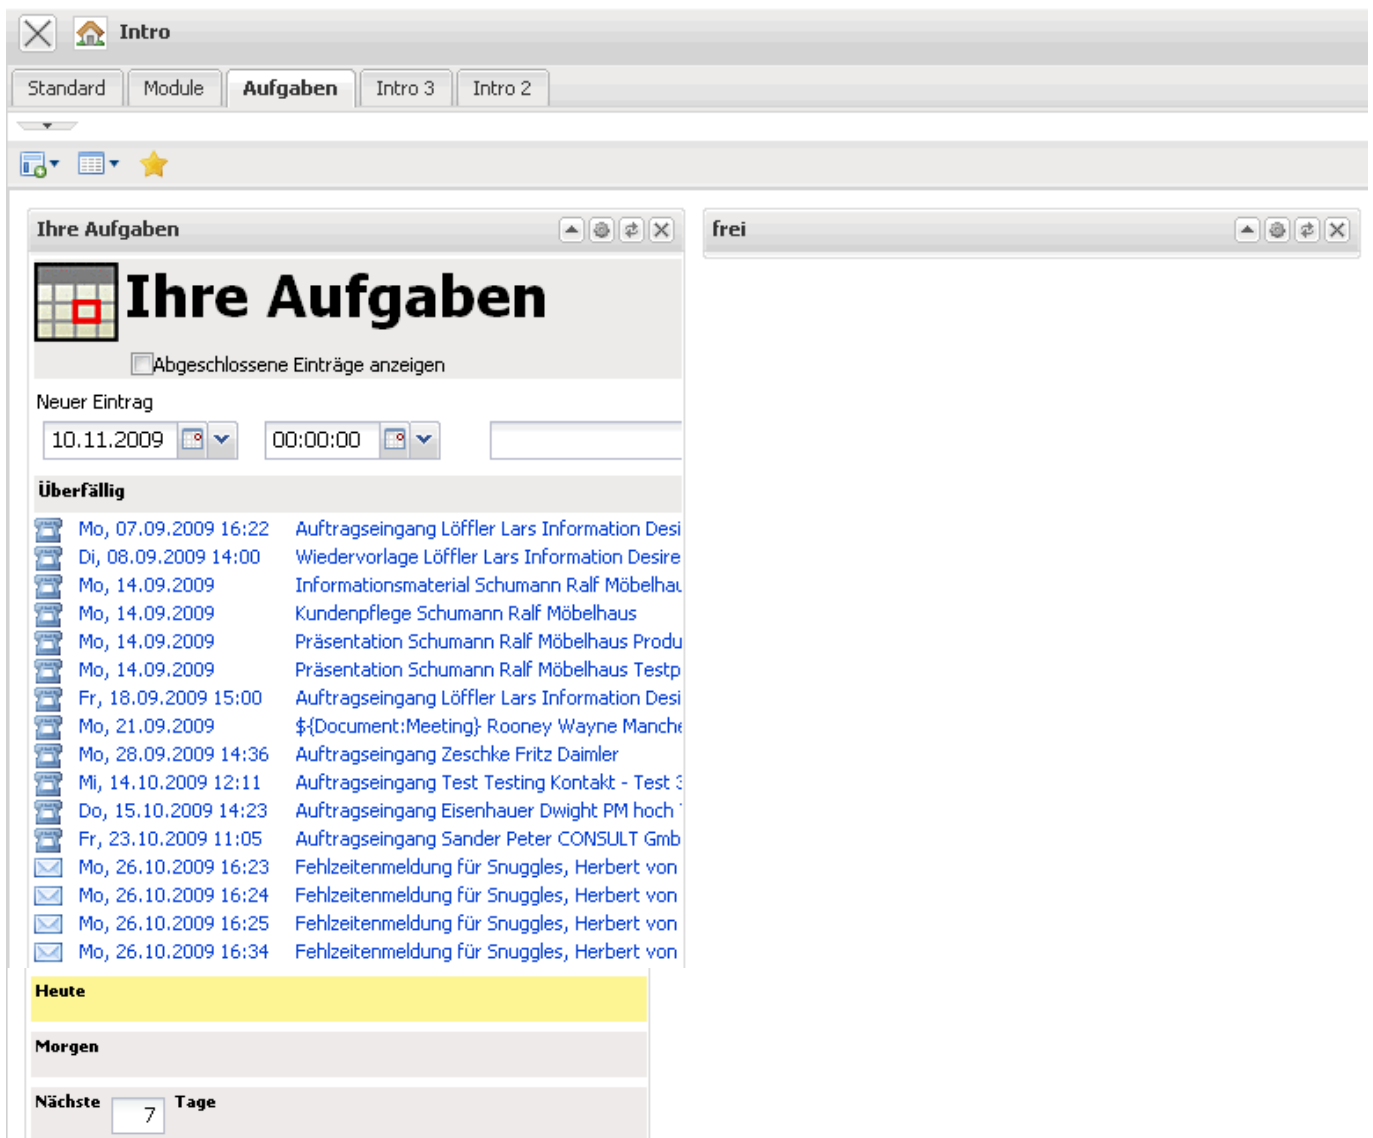 Intro
Standard Module Aufgaben Intro 3 Intro 2
Ihre Aufgaben
frei
Ihre Aufgaben
Abgeschlossene Einträge anzeigen
Neuer Eintrag
10.11.2009 00:00:00
Überfällig
Mo, 07.09.2009 16:22 Auftragseingang Löffler Lars Information Desi
Di, 08.09.2009 14:00 Wiedervorlage Löffler Lars Information Desire
Mo, 14.09.2009 Informationsmaterial Schumann Ralf Möbelhau
Mo, 14.09.2009 Kundenpflege Schumann Ralf Möbelhaus
Mo, 14.09.2009 Präsentation Schumann Ralf Möbelhaus Produ
Mo, 14.09.2009 Präsentation Schumann Ralf Möbelhaus Testp
Fr, 18.09.2009 15:00 Auftragseingang Löffler Lars Information Desi
Mo, 21.09.2009 ${Document:Meeting} Rooney Wayne Manche
Mo, 28.09.2009 14:36 Auftragseingang Zeschke Fritz Daimler
Mi, 14.10.2009 12:11 Auftragseingang Test Testing Kontakt - Test 3
Do, 15.10.2009 14:23 Auftragseingang Eisenhauer Dwight PM hoch
Fr, 23.10.2009 11:05 Auftragseingang Sander Peter CONSULT Gmb
Mo, 26.10.2009 16:23 Fehlzeitenmeldung für Snuggles, Herbert von
Mo, 26.10.2009 16:24 Fehlzeitenmeldung für Snuggles, Herbert von
Mo, 26.10.2009 16:25 Fehlzeitenmeldung für Snuggles, Herbert von
Mo, 26.10.2009 16:34 Fehlzeitenmeldung für Snuggles, Herbert von
Heute
Morgen
Nächste 7 Tage